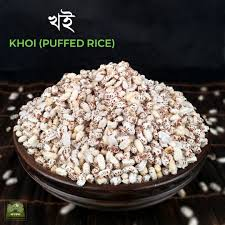 খই
KHOI (PUFFED RICE)